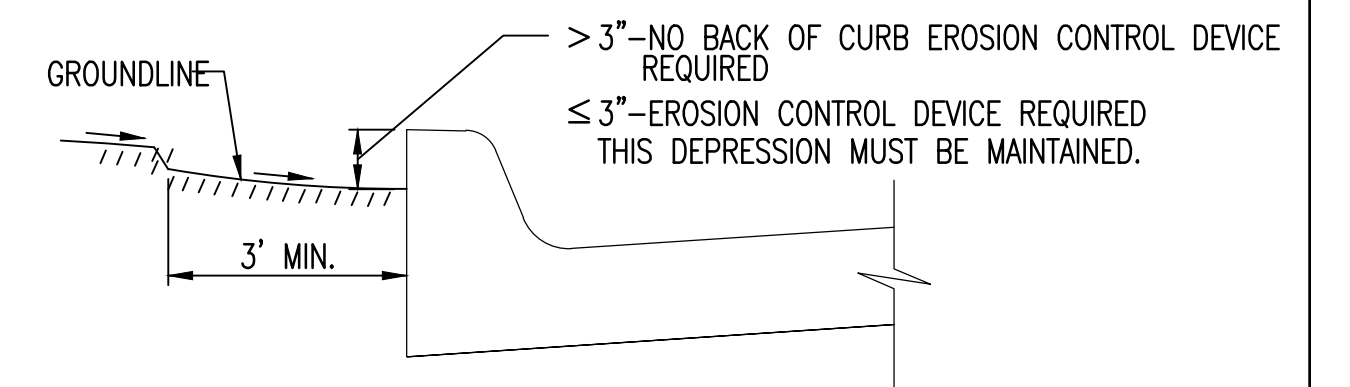 > 3"-NO BACK OF CURB EROSION CONTROL DEVICE
REQUIRED
GROUNDLINE
≤ 3"-EROSION CONTROL DEVICE REQUIRED
THIS DEPRESSION MUST BE MAINTAINED.
3' MIN.